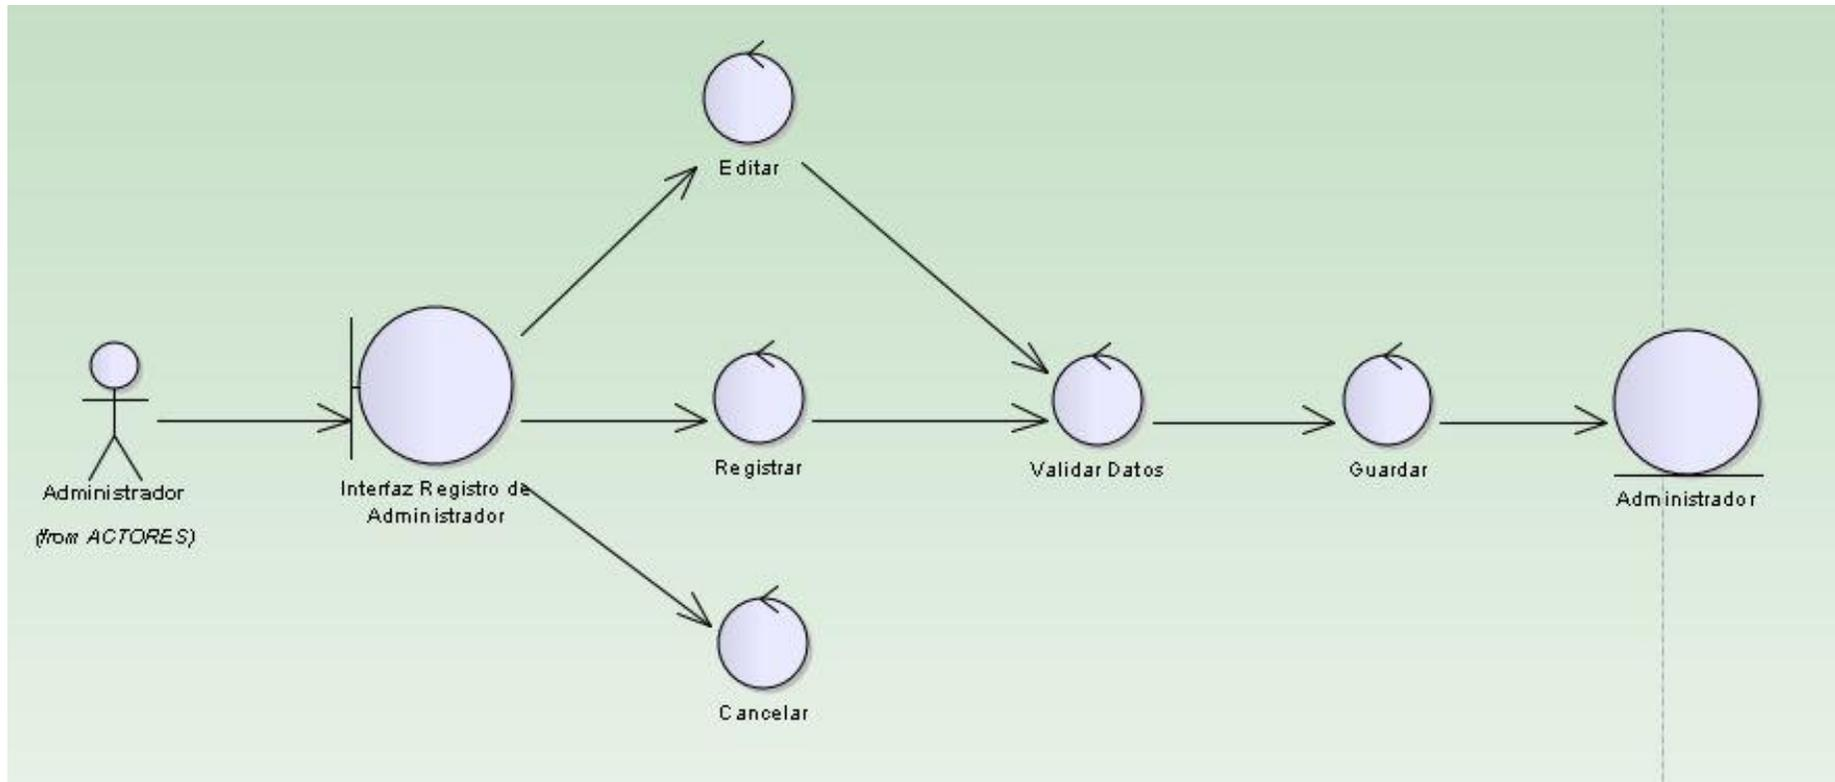 Editar
Administrador
(from ACTORES)
Interfaz Registro de
Administrador
Registrar
Validar Datos
Guardar
Administrador
Cancelar